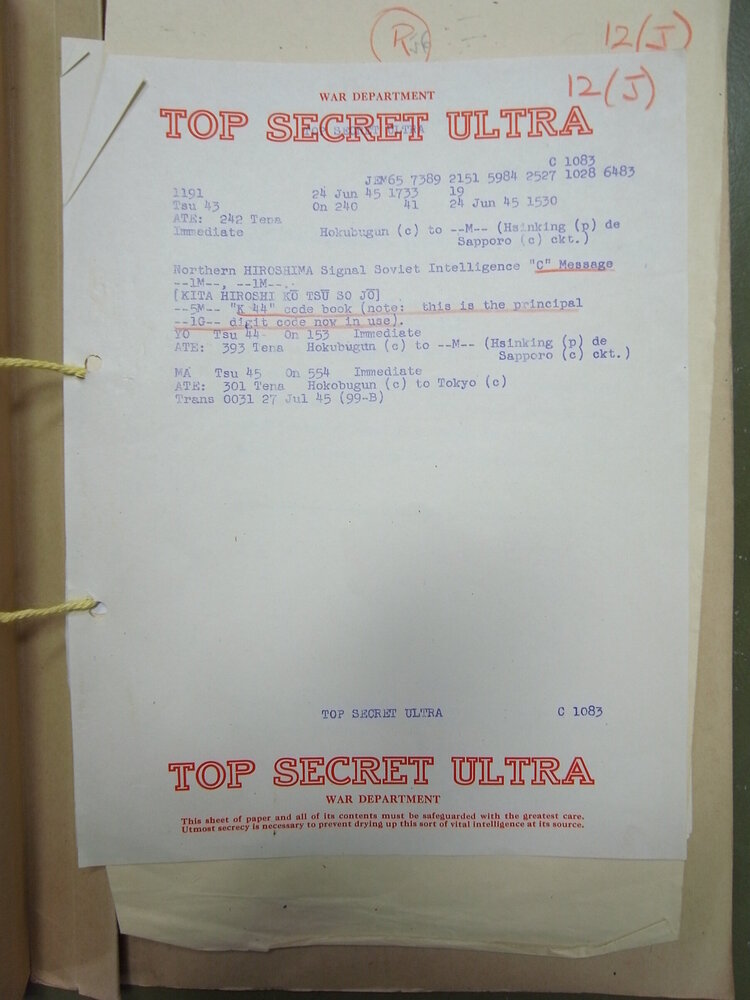 12(J)
R
12(J)
WAR DEPARTMENT
TOP SECRET ULTRA
TOP SECRET ULTRA
C 1083
JEM65 7389 2151 5984 2527 1028 6483
1191 24 Jun 45 1733 19
Tsu 43 On 240 41 24 Jun 45 1530
ATE: 242 Tena
Immediate Hokubugun (c) to --M-- (Hsinking (p) de
Sapporo (c) ckt.)
Northern HIROSHIMA Signal Soviet Intelligence "C" Message
--1M--, --1M--.
[KITA HIROSHI KŌ TSŪ SO JŌ]
--5M-- "K 44" code book (note: this is the principal
--1G-- digit code now in use).
YO Tsu 44 On 153 Immediate
ATE: 393 Tena Hokubugun (c) to --M-- (Hsinking (p) de
Sapporo (c) ckt.)
MA Tsu 45 On 554 Immediate
ATE: 301 Tena Hokobugun (c) to Tokyo (c)
Trans 0031 27 Jul 45 (99-B)
TOP SECRET ULTRA C 1083
TOP SECRET ULTRA
WAR DEPARTMENT
This sheet of paper and all of its contents must be safeguarded with the greatest care.
Utmost secrecy is necessary to prevent drying up this sort of vital intelligence at its source.